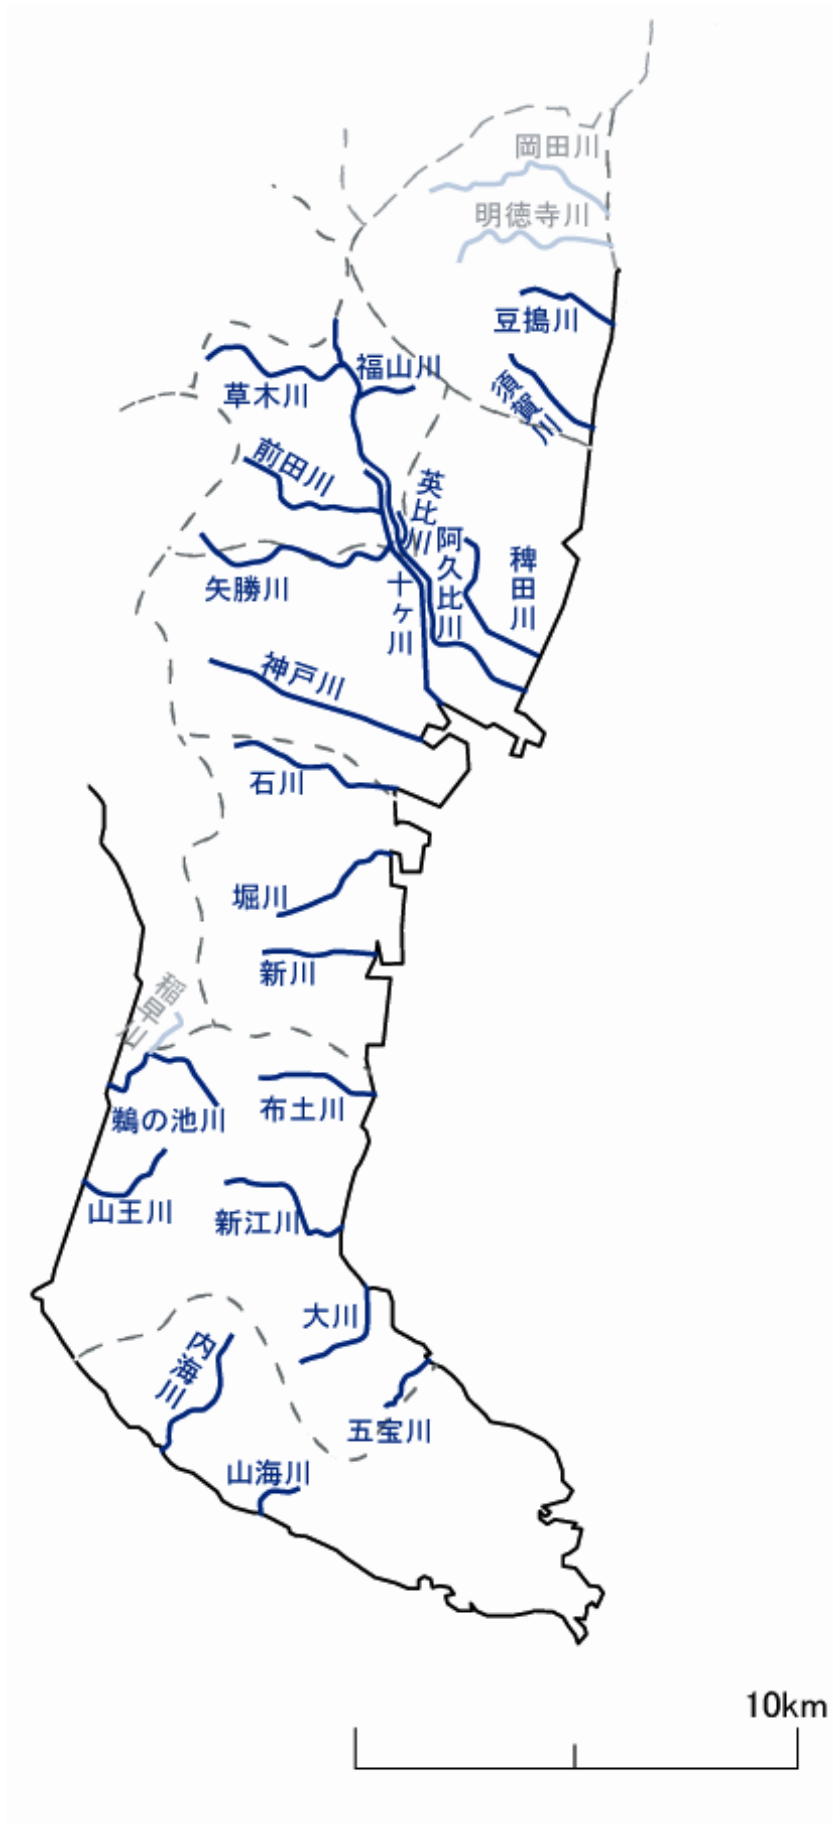 岡田川
明徳寺川
豆搗川
福山川
草木川
須賀川
前田川
英比川
阿久比川
稗田川
矢勝川
十ヶ川
神戸川
石川
堀川
新川
稲早川
布土川
鵜の池川
山王川
新江川
大川
内海川
五宝川
山海川
10km